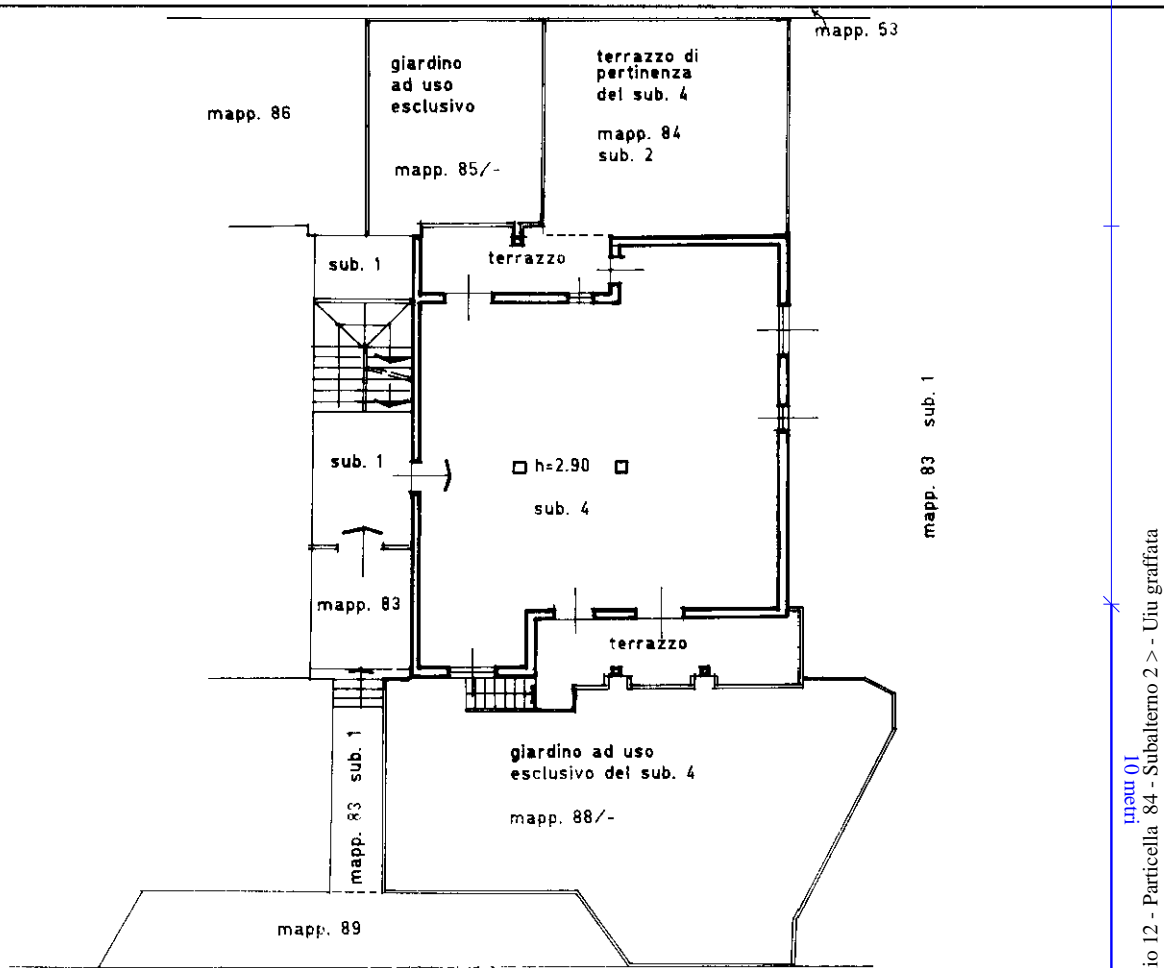 mapp. 53
giardino
ad uso
esclusivo
mapp. 85/-
terrazzo di
pertinenza
del sub. 4
mapp. 84
sub. 2
mapp. 86
sub. 1
terrazzo
sub. 1
h=2.90
sub. 4
mapp. 83 sub. 1
mapp. 83
terrazzo
giardino ad uso
esclusivo del sub. 4
mapp. 88/-
mapp. 83 sub. 1
mapp. 89
10 metri
io 12 - Particella 84 - Subalterno 2 > - Uiu graffata